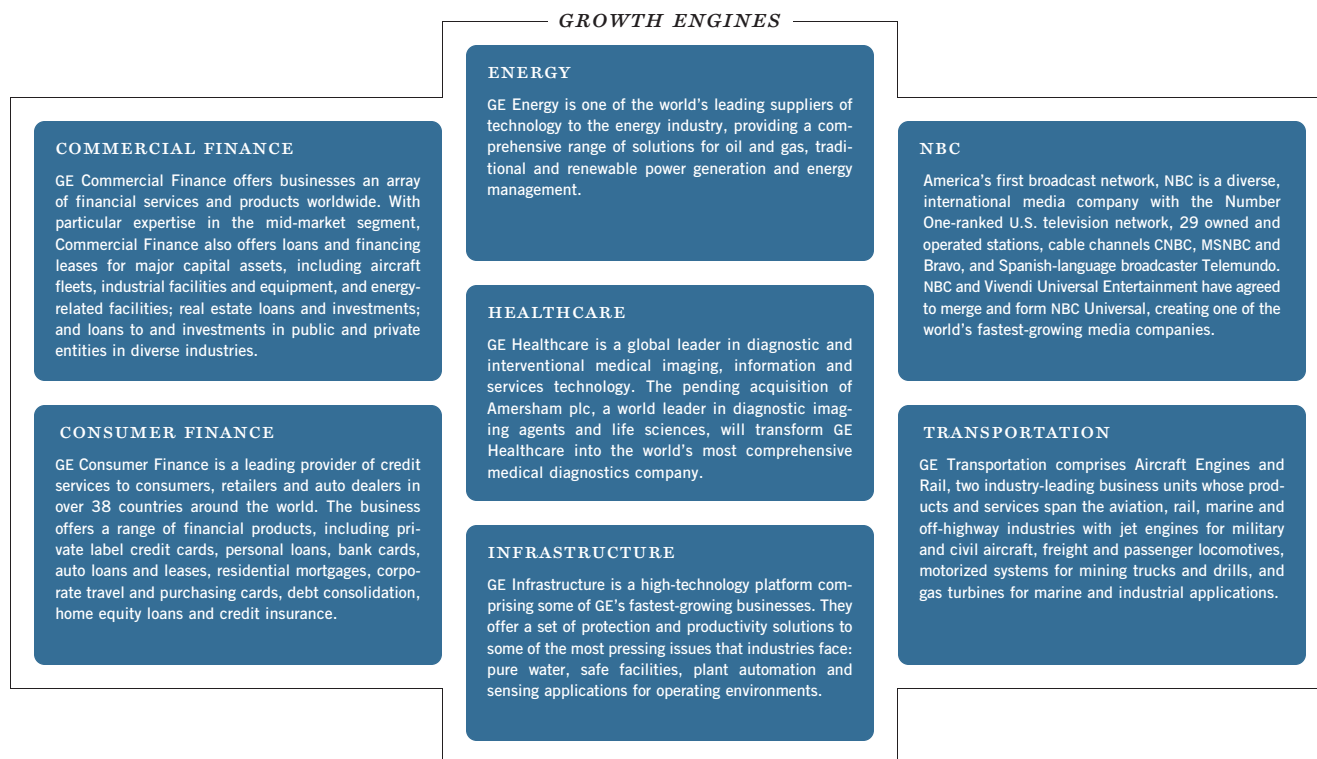 GROWTH ENGINES
COMMERCIAL FINANCE
GE Commercial Finance offers businesses an array
of financial services and products worldwide. With
particular expertise in the mid-market segment,
Commercial Finance also offers loans and financing
leases for major capital assets, including aircraft
fleets, industrial facilities and equipment, and energy-
related facilities; real estate loans and investments;
and loans to and investments in public and private
entities in diverse industries.
CONSUMER FINANCE
GE Consumer Finance is a leading provider of credit
services to consumers, retailers and auto dealers in
over 38 countries around the world. The business
offers a range of financial products, including pri-
vate label credit cards, personal loans, bank cards,
auto loans and leases, residential mortgages, corpo-
rate travel and purchasing cards, debt consolidation,
home equity loans and credit insurance.
ENERGY
GE Energy is one of the world's leading suppliers of
technology to the energy industry, providing a com-
prehensive range of solutions for oil and gas, tradi-
tional and renewable power generation and energy
management.
HEALTHCARE
GE Healthcare is a global leader in diagnostic and
interventional medical imaging, information and
services technology. The pending acquisition of
Amersham plc, a world leader in diagnostic imag-
ing agents and life sciences, will transform GE
Healthcare into the world's most comprehensive
medical diagnostics company.
INFRASTRUCTURE
GE Infrastructure is a high-technology platform com-
prising some of GE's fastest-growing businesses. They
offer a set of protection and productivity solutions to
some of the most pressing issues that industries face:
pure water, safe facilities, plant automation and
sensing applications for operating environments.
NBC
America's first broadcast network, NBC is a diverse,
international media company with the Number
One-ranked U.S. television network, 29 owned and
operated stations, cable channels CNBC, MSNBC and
Bravo, and Spanish-language broadcaster Telemundo.
NBC and Vivendi Universal Entertainment have agreed
to merge and form NBC Universal, creating one of the
world's fastest-growing media companies.
TRANSPORTATION
GE Transportation comprises Aircraft Engines and
Rail, two industry-leading business units whose prod-
ucts and services span the aviation, rail, marine and
off-highway industries with jet engines for military
and civil aircraft, freight and passenger locomotives,
motorized systems for mining trucks and drills, and
gas turbines for marine and industrial applications.